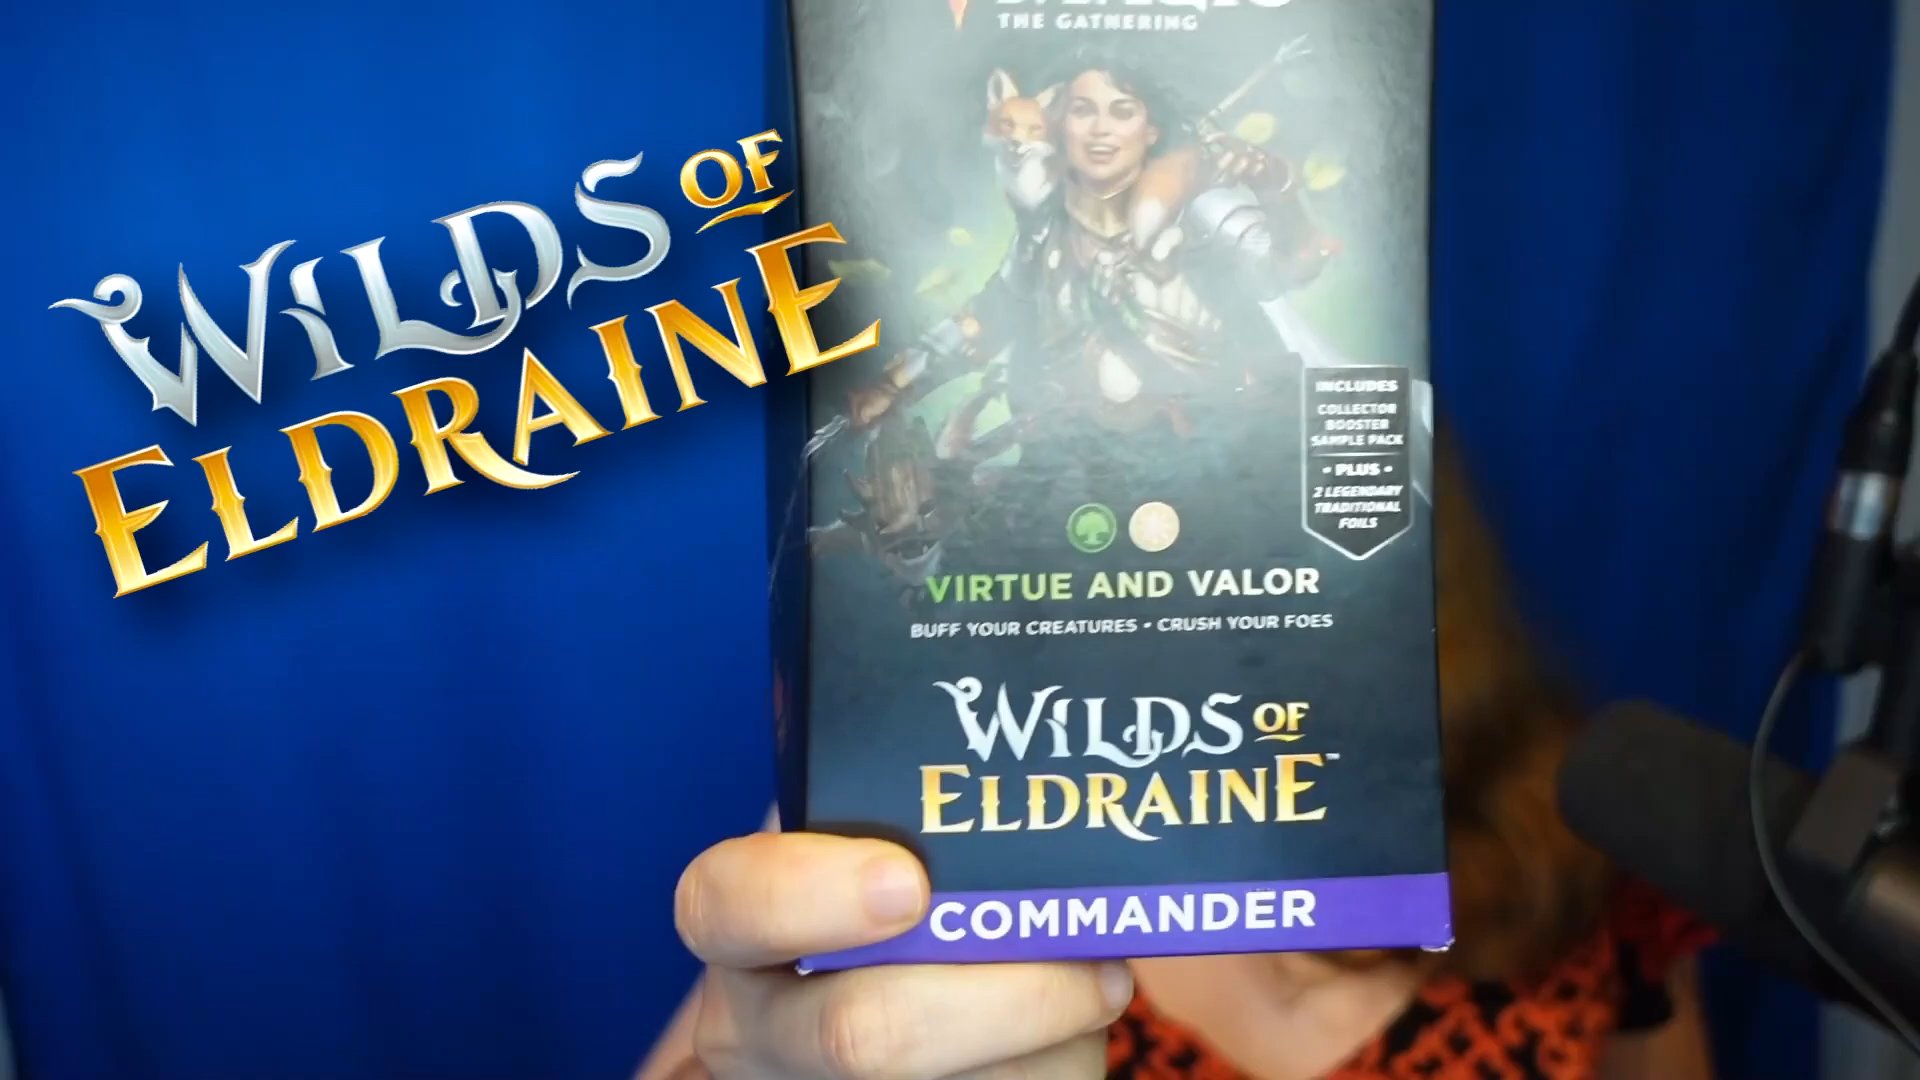 WILDS OF
ELDRAINE
THE GATHERING
INCLUDES
COLLECTOR
BOOSTER
SAMPLE PACK
• PLUS •
2 LEGENDARY
TRADITIONAL
FOILS
VIRTUE AND VALOR
BUFF YOUR CREATURES • CRUSH YOUR FOES
WILDS OF
ELDRAINE™
COMMANDER